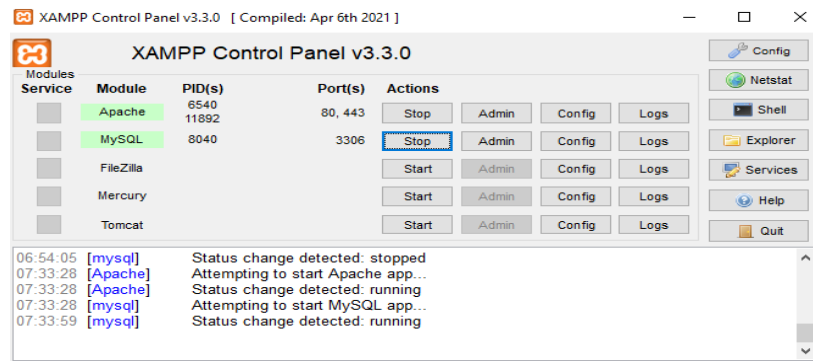 XAMPP Control Panel v3.3.0 [ Compiled: Apr 6th 2021 ]
XAMPP Control Panel v3.3.0
Config
Modules
Service Module PID(s) Port(s) Actions
Netstat
Apache 6540 11892 80, 443 Stop Admin Config Logs
Shell
MySQL 8040 3306 Stop Admin Config Logs
Explorer
FileZilla Start Admin Config Logs
Services
Mercury Start Admin Config Logs
Help
Tomcat Start Admin Config Logs
Quit
06:54:05 [mysql] Status change detected: stopped
07:33:28 [Apache] Attempting to start Apache app...
07:33:28 [Apache] Status change detected: running
07:33:28 [mysql] Attempting to start MySQL app...
07:33:59 [mysql] Status change detected: running